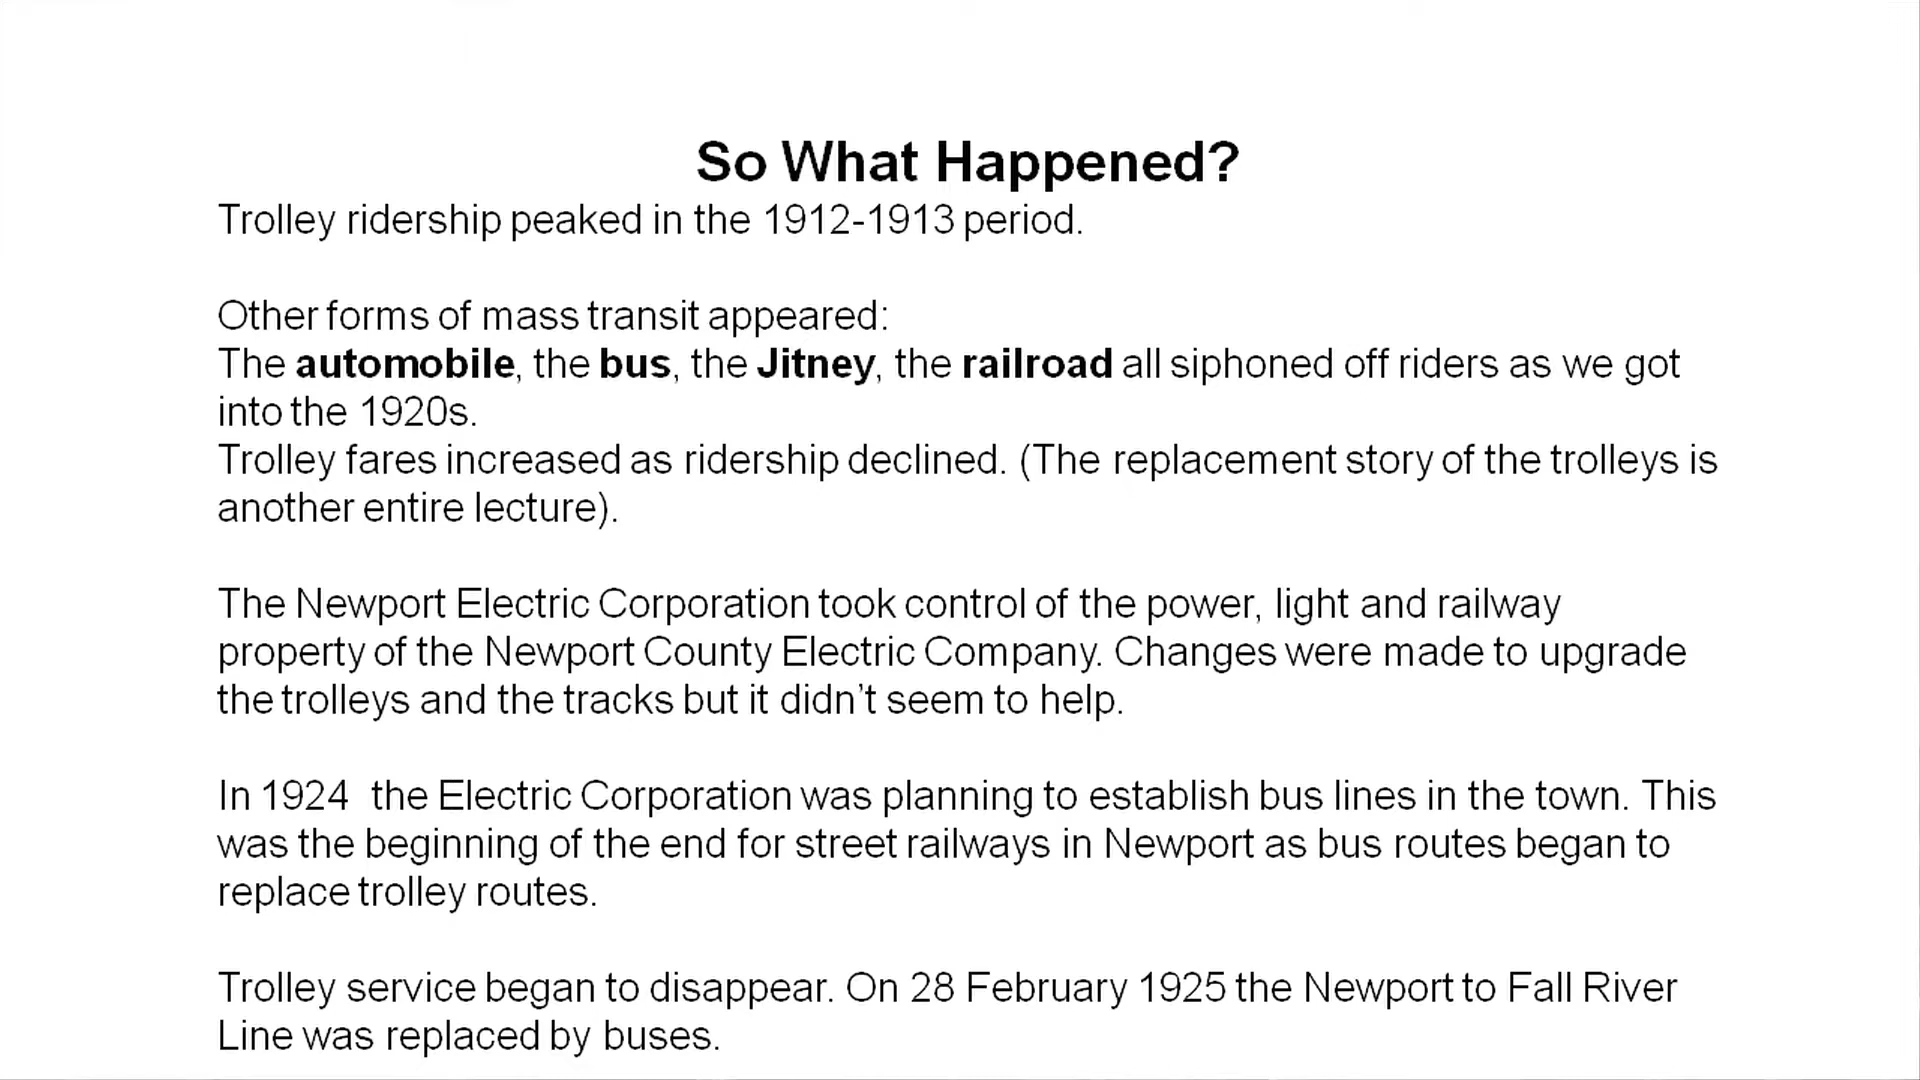 So What Happened?
Trolley ridership peaked in the 1912-1913 period.
Other forms of mass transit appeared:
The automobile, the bus, the Jitney, the railroad all siphoned off riders as we got
into the 1920s.
Trolley fares increased as ridership declined. (The replacement story of the trolleys is
another entire lecture).
The Newport Electric Corporation took control of the power, light and railway
property of the Newport County Electric Company. Changes were made to upgrade
the trolleys and the tracks but it didn’t seem to help.
In 1924  the Electric Corporation was planning to establish bus lines in the town. This
was the beginning of the end for street railways in Newport as bus routes began to
replace trolley routes.
Trolley service began to disappear. On 28 February 1925 the Newport to Fall River
Line was replaced by buses.